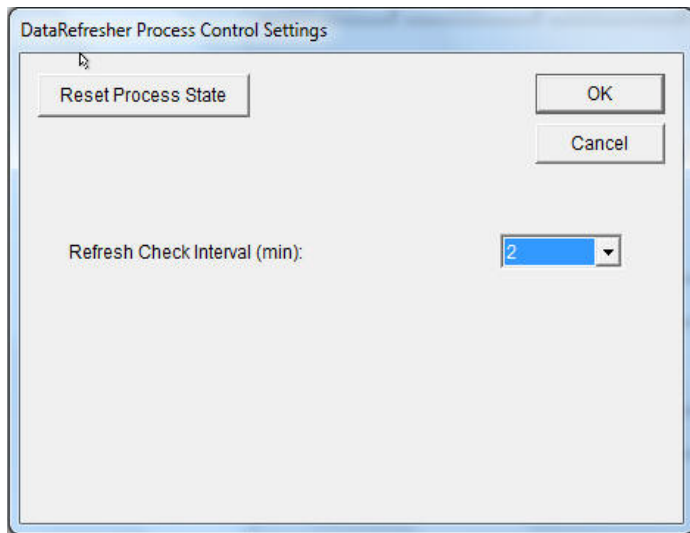 DataRefresher Process Control Settings
Reset Process State
OK
Cancel
Refresh Check Interval (min):
2